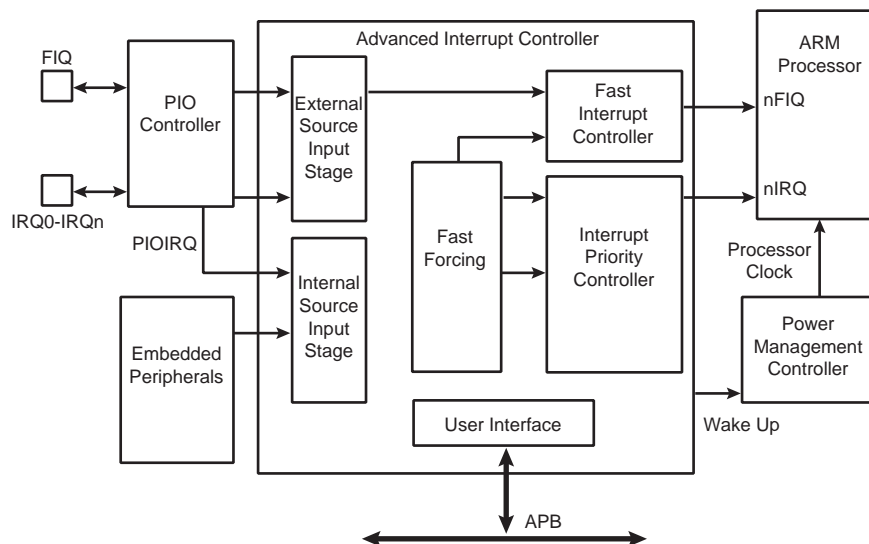 FIQ
IRQ0-IRQn
PIO
Controller
PIOIRQ
Embedded
Peripherals
Advanced Interrupt Controller
External
Source
Input
Stage
Internal
Source
Input
Stage
Fast
Forcing
Fast
Interrupt
Controller
Interrupt
Priority
Controller
User Interface
APB
ARM
Processor
nFIQ
nIRQ
Processor
Clock
Power
Management
Controller
Wake Up